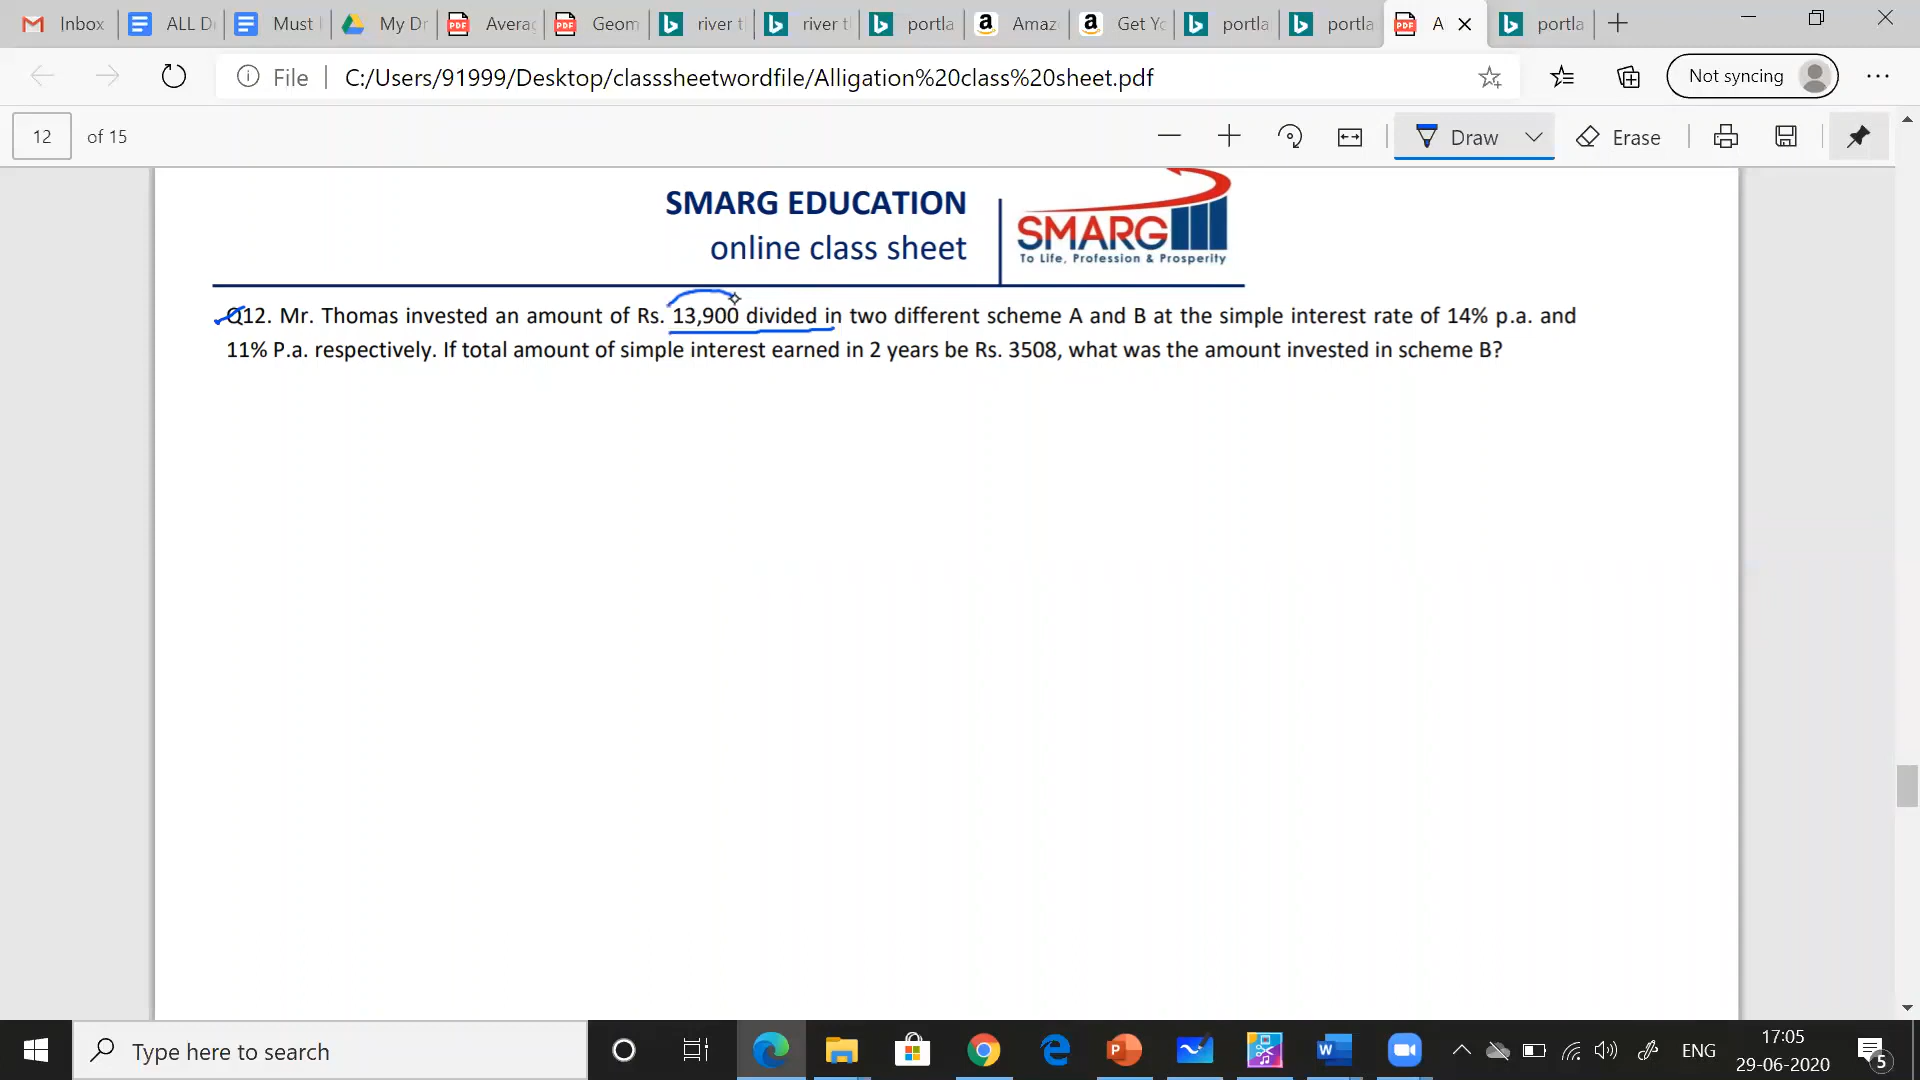 Inbox
ALL D
Must
My Dr
Averag
Geom
river t
river t
portla
Amaz
Get Yo
portla
portla
A
portla
File
C:/Users/91999/Desktop/classsheetwordfile/Alligation%20class%20sheet.pdf
Not syncing
12 of 15
Draw
Erase
SMARG EDUCATION
online class sheet
SMARG
To Life, Profession & Prosperity
Q12. Mr. Thomas invested an amount of Rs. 13,900 divided in two different scheme A and B at the simple interest rate of 14% p.a. and
11% P.a. respectively. If total amount of simple interest earned in 2 years be Rs. 3508, what was the amount invested in scheme B?
Type here to search
ENG
17:05
29-06-2020
5